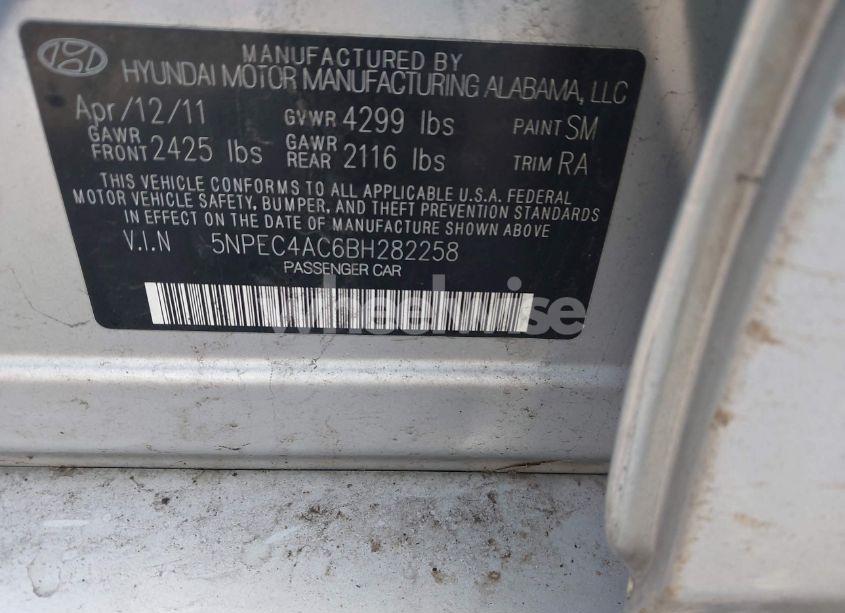 MANUFACTURED BY
HYUNDAI MOTOR MANUFACTURING ALABAMA, LLC
Apr/12/11 GVWR 4299 lbs PAINT SM
GAWR FRONT 2425 lbs GAWR REAR 2116 lbs TRIM RA
THIS VEHICLE CONFORMS TO ALL APPLICABLE U.S.A. FEDERAL
MOTOR VEHICLE SAFETY, BUMPER, AND THEFT PREVENTION STANDARDS
IN EFFECT ON THE DATE OF MANUFACTURE SHOWN ABOVE.
V.I.N 5NPEC4AC6BH282258
PASSENGER CAR
wheelwise